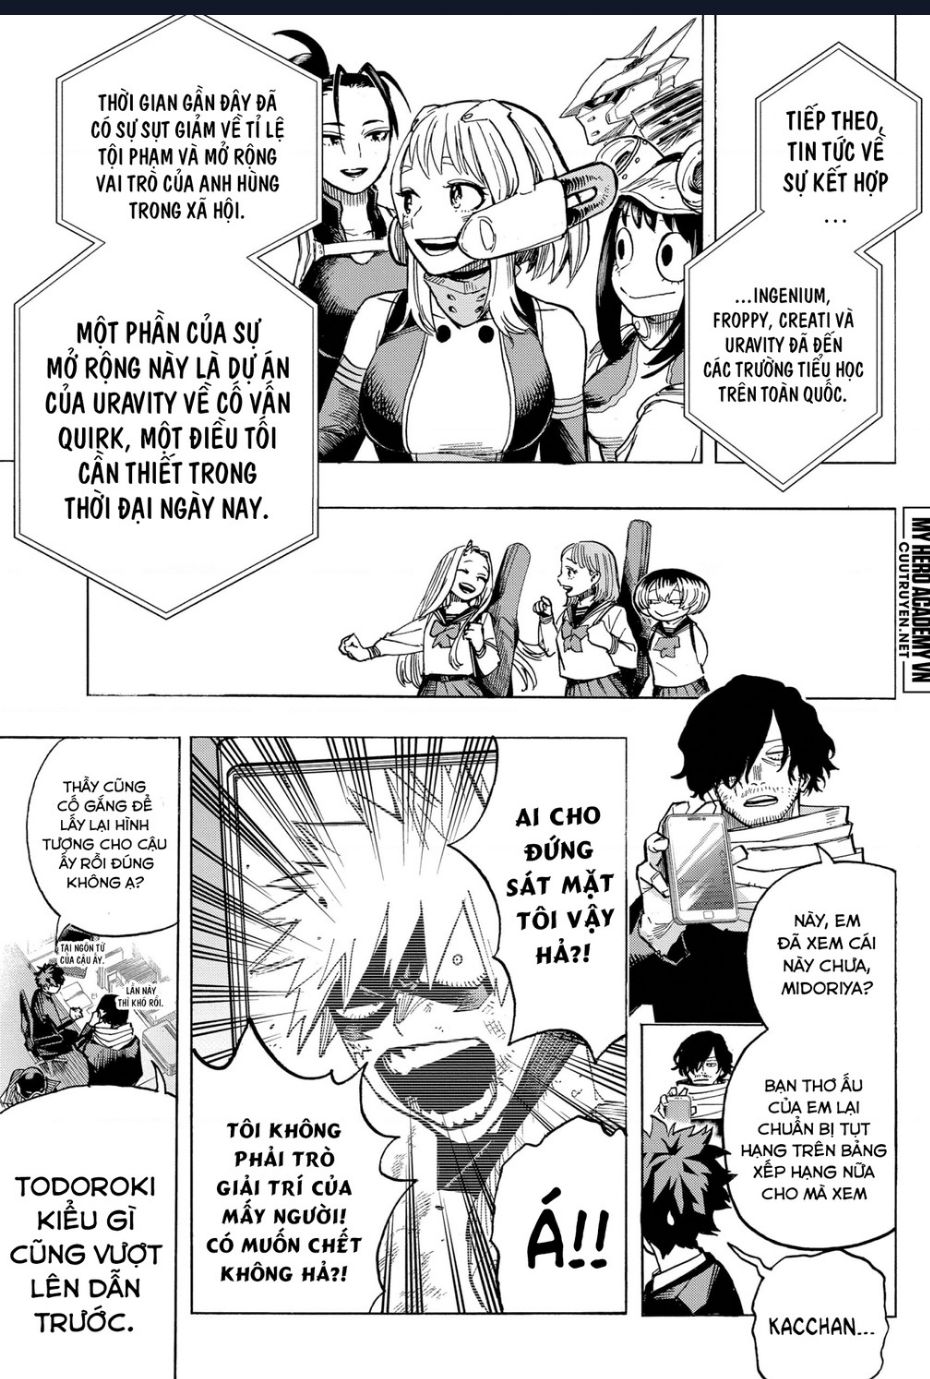 TIẾP THEO,
TIN TỨC VỀ
SỰ KẾT HỢP
...
...INGENIUM,
FROPPY, CREATI VÀ
URAVITY ĐÃ ĐẾN
CÁC TRƯỜNG TIỂU HỌC
TRÊN TOÀN QUỐC.
THỜI GIAN GẦN ĐÂY ĐÃ
CÓ SỰ SỤT GIẢM VỀ TỈ LỆ
TỘI PHẠM VÀ MỞ RỘNG
VAI TRÒ CỦA ANH HÙNG
TRONG XÃ HỘI.
MỘT PHẦN CỦA SỰ
MỞ RỘNG NÀY LÀ DỰ ÁN
CỦA URAVITY VỀ CỐ VẤN
QUIRK, MỘT ĐIỀU TỐI
CẦN THIẾT TRONG
THỜI ĐẠI NGÀY NAY.
MY HERO ACADEMY VN
CUUTRUYEN.NET
NÀY, EM
ĐÃ XEM CÁI
NÀY CHƯA,
MIDORIYA?
BẠN THƠ ẤU
CỦA EM LẠI
CHUẨN BỊ TỤT
HẠNG TRÊN BẢNG
XẾP HẠNG NỮA
CHO MÀ XEM
KACCHAN...
AI CHO
ĐỨNG
SÁT MẶT
TÔI VẬY
HẢ?!
Á!!
TÔI KHÔNG
PHẢI TRÒ
GIẢI TRÍ CỦA
MẤY NGƯỜI!
CÓ MUỐN CHẾT
KHÔNG HẢ?!
THẦY CŨNG
CỐ GẮNG ĐỂ
LẤY LẠI HÌNH
TƯỢNG CHO CẬU
ẤY RỒI ĐÚNG
KHÔNG Ạ?
TẠI NGÔN TỪ
CỦA CẬU ẤY.
LẦN NÀY
THÌ KHÓ RỒI.
TODOROKI
KIỂU GÌ
CŨNG VƯỢT
LÊN DẪN
TRƯỚC.